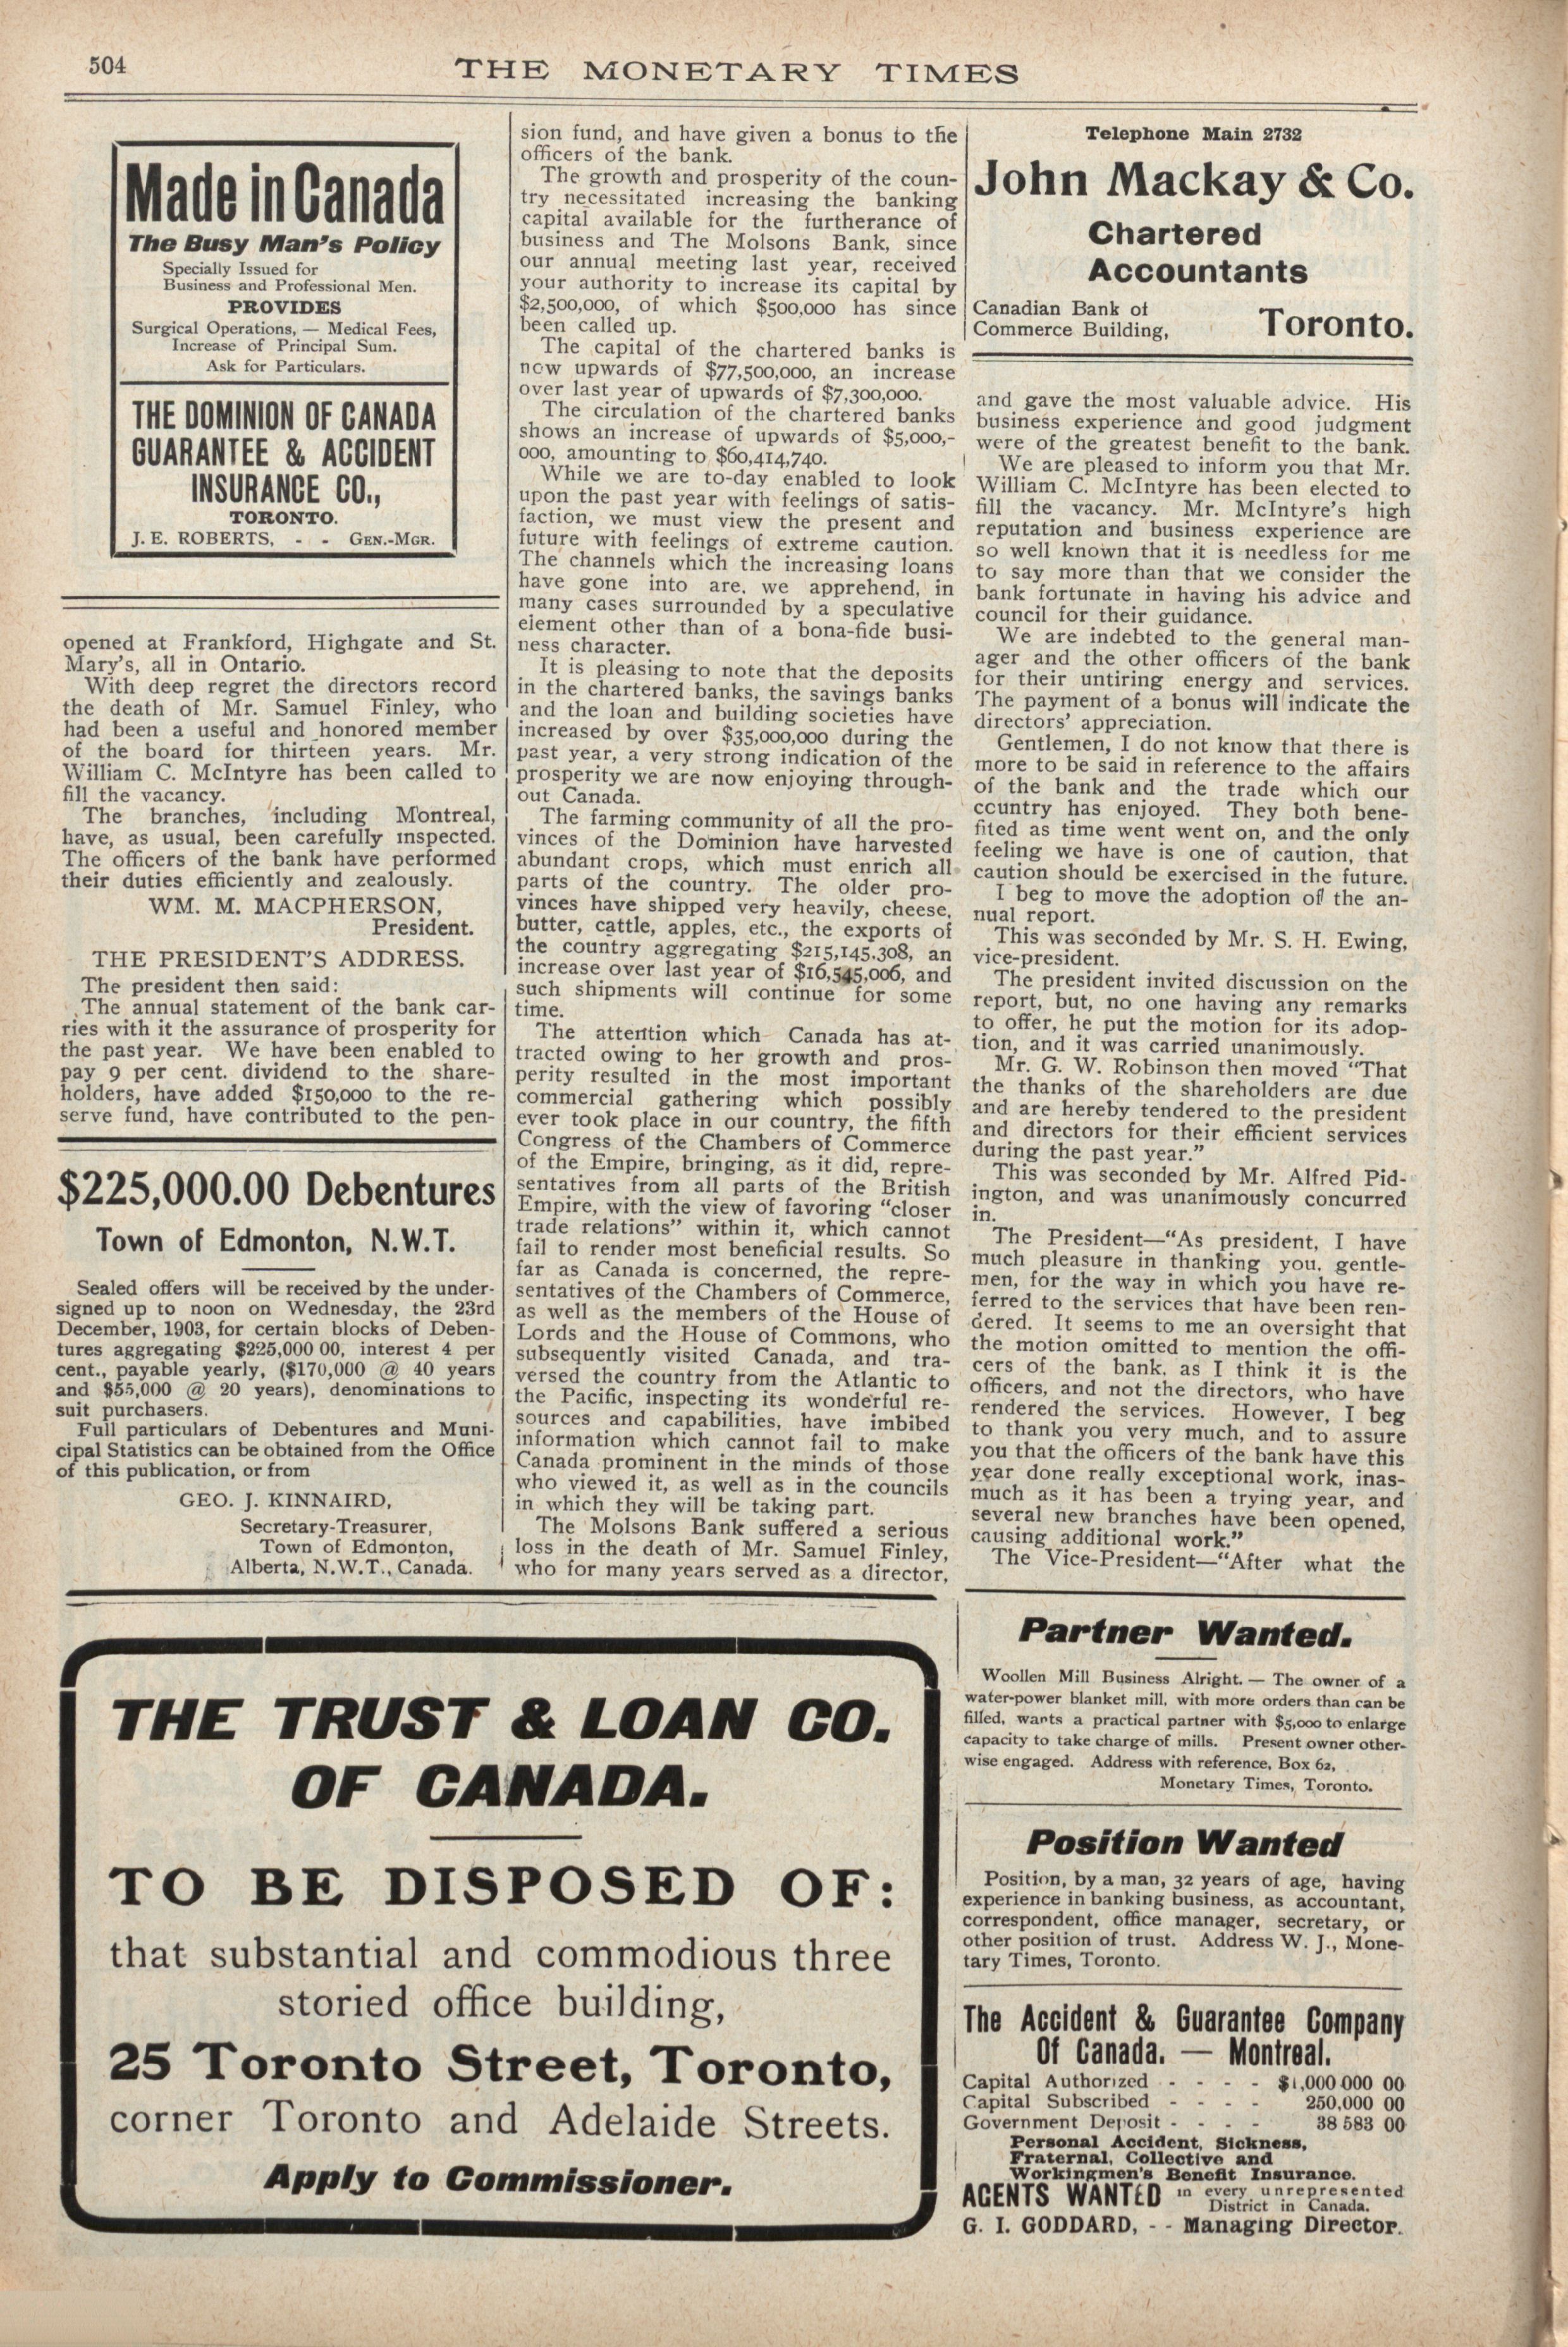 504
THE MONETARY TIMES
Made in Canada
The Busy Man's Policy
Specially Issued for
Business and Professional Men.
PROVIDES
Surgical Operations, — Medical Fees,
Increase of Principal Sum.
Ask for Particulars.
THE DOMINION OF CANADA
GUARANTEE & ACCIDENT
INSURANCE CO.,
TORONTO.
J. E. ROBERTS, - - GEN.-MGR.
opened at Frankford, Highgate and St.
Mary's, all in Ontario.
With deep regret the directors record
the death of Mr. Samuel Finley, who
had been a useful and honored member
of the board for thirteen years. Mr.
William C. McIntyre has been called to
fill the vacancy.
The branches, including Montreal,
have, as usual, been carefully inspected.
The officers of the bank have performed
their duties efficiently and zealously.
WM. M. MACPHERSON,
President.
THE PRESIDENT'S ADDRESS.
The president then said:
The annual statement of the bank car-
ries with it the assurance of prosperity for
the past year. We have been enabled to
pay 9 per cent. dividend to the share-
holders, have added $150,000 to the re-
serve fund, have contributed to the pen-
$225,000.00 Debentures
Town of Edmonton, N.W.T.
Sealed offers will be received by the under-
signed up to noon on Wednesday, the 23rd
December, 1903, for certain blocks of Deben-
tures aggregating $225,000 00, interest 4 per
cent., payable yearly, ($170,000 @ 40 years
and $55,000 @ 20 years), denominations to
suit purchasers.
Full particulars of Debentures and Muni-
cipal Statistics can be obtained from the Office
of this publication, or from
GEO. J. KINNAIRD,
Secretary-Treasurer,
Town of Edmonton,
Alberta, N.W.T., Canada.
sion fund, and have given a bonus to the
officers of the bank.
The growth and prosperity of the coun-
try necessitated increasing the banking
capital available for the furtherance of
business and The Molsons Bank, since
our annual meeting last year, received
your authority to increase its capital by
$2,500,000, of which $500,000 has since
been called up.
The capital of the chartered banks is
now upwards of $77,500,000, an increase
over last year of upwards of $7,300,000.
The circulation of the chartered banks
shows an increase of upwards of $5,000,-
000, amounting to $60,414,740.
While we are to-day enabled to look
upon the past year with feelings of satis-
faction, we must view the present and
future with feelings of extreme caution.
The channels which the increasing loans
have gone into are, we apprehend, in
many cases surrounded by a speculative
element other than of a bona-fide busi-
ness character.
It is pleasing to note that the deposits
in the chartered banks, the savings banks
and the loan and building societies have
increased by over $35,000,000 during the
past year, a very strong indication of the
prosperity we are now enjoying through-
out Canada.
The farming community of all the pro-
vinces of the Dominion have harvested
abundant crops, which must enrich all
parts of the country. The older pro-
vinces have shipped very heavily, cheese,
butter, cattle, apples, etc., the exports of
the country aggregating $215,145,308, an
increase over last year of $16,545,006, and
such shipments will continue for some
time.
The attention which Canada has at-
tracted owing to her growth and pros-
perity resulted in the most important
commercial gathering which possibly
ever took place in our country, the fifth
Congress of the Chambers of Commerce
of the Empire, bringing, as it did, repre-
sentatives from all parts of the British
Empire, with the view of favoring "closer
trade relations" within it, which cannot
fail to render most beneficial results. So
far as Canada is concerned, the repre-
sentatives of the Chambers of Commerce,
as well as the members of the House of
Lords and the House of Commons, who
subsequently visited Canada, and tra-
versed the country from the Atlantic to
the Pacific, inspecting its wonderful re-
sources and capabilities, have imbibed
information which cannot fail to make
Canada prominent in the minds of those
who viewed it, as well as in the councils
in which they will be taking part.
The Molsons Bank suffered a serious
loss in the death of Mr. Samuel Finley,
who for many years served as a director,
Telephone Main 2732
John Mackay & Co.
Chartered
Accountants
Canadian Bank of
Commerce Building,
Toronto.
and gave the most valuable advice. His
business experience and good judgment
were of the greatest benefit to the bank.
We are pleased to inform you that Mr.
William C. McIntyre has been elected to
fill the vacancy. Mr. McIntyre's high
reputation and business experience are
so well known that it is needless for me
to say more than that we consider the
bank fortunate in having his advice and
council for their guidance.
We are indebted to the general man-
ager and the other officers of the bank
for their untiring energy and services.
The payment of a bonus will indicate the
directors' appreciation.
Gentlemen, I do not know that there is
more to be said in reference to the affairs
of the bank and the trade which our
country has enjoyed. They both bene-
fited as time went went on, and the only
feeling we have is one of caution, that
caution should be exercised in the future.
I beg to move the adoption of the an-
nual report.
This was seconded by Mr. S. H. Ewing,
vice-president.
The president invited discussion on the
report, but, no one having any remarks
to offer, he put the motion for its adop-
tion, and it was carried unanimously.
Mr. G. W. Robinson then moved "That
the thanks of the shareholders are due
and are hereby tendered to the president
and directors for their efficient services
during the past year."
This was seconded by Mr. Alfred Pid-
ington, and was unanimously concurred
in.
The President—"As president, I have
much pleasure in thanking you, gentle-
men, for the way in which you have re-
ferred to the services that have been ren-
dered. It seems to me an oversight that
the motion omitted to mention the offi-
cers of the bank, as I think it is the
officers, and not the directors, who have
rendered the services. However, I beg
to thank you very much, and to assure
you that the officers of the bank have this
year done really exceptional work, inas-
much as it has been a trying year, and
several new branches have been opened,
causing additional work."
The Vice-President—"After what the
THE TRUST & LOAN CO.
OF CANADA.
TO BE DISPOSED OF:
that substantial and commodious three
storied office building,
25 Toronto Street, Toronto,
corner Toronto and Adelaide Streets.
Apply to Commissioner.
Partner Wanted.
Woollen Mill Business Alright. — The owner of a
water-power blanket mill, with more orders than can be
filled, wants a practical partner with $5,000 to enlarge
capacity to take charge of mills. Present owner other-
wise engaged. Address with reference, Box 62,
Monetary Times, Toronto.
Position Wanted
Position, by a man, 32 years of age, having
experience in banking business, as accountant,
correspondent, office manager, secretary, or
other position of trust. Address W. J., Mone-
tary Times, Toronto.
The Accident & Guarantee Company
Of Canada. — Montreal.
Capital Authorized - - - - $1,000 000 00
Capital Subscribed - - - - 250,000 00
Government Deposit - - - - 38 583 00
Personal Accident, Sickness,
Fraternal, Collective and
Workingmen's Benefit Insurance.
AGENTS WANTED in every unrepresented
District in Canada.
G. I. GODDARD, - - Managing Director.